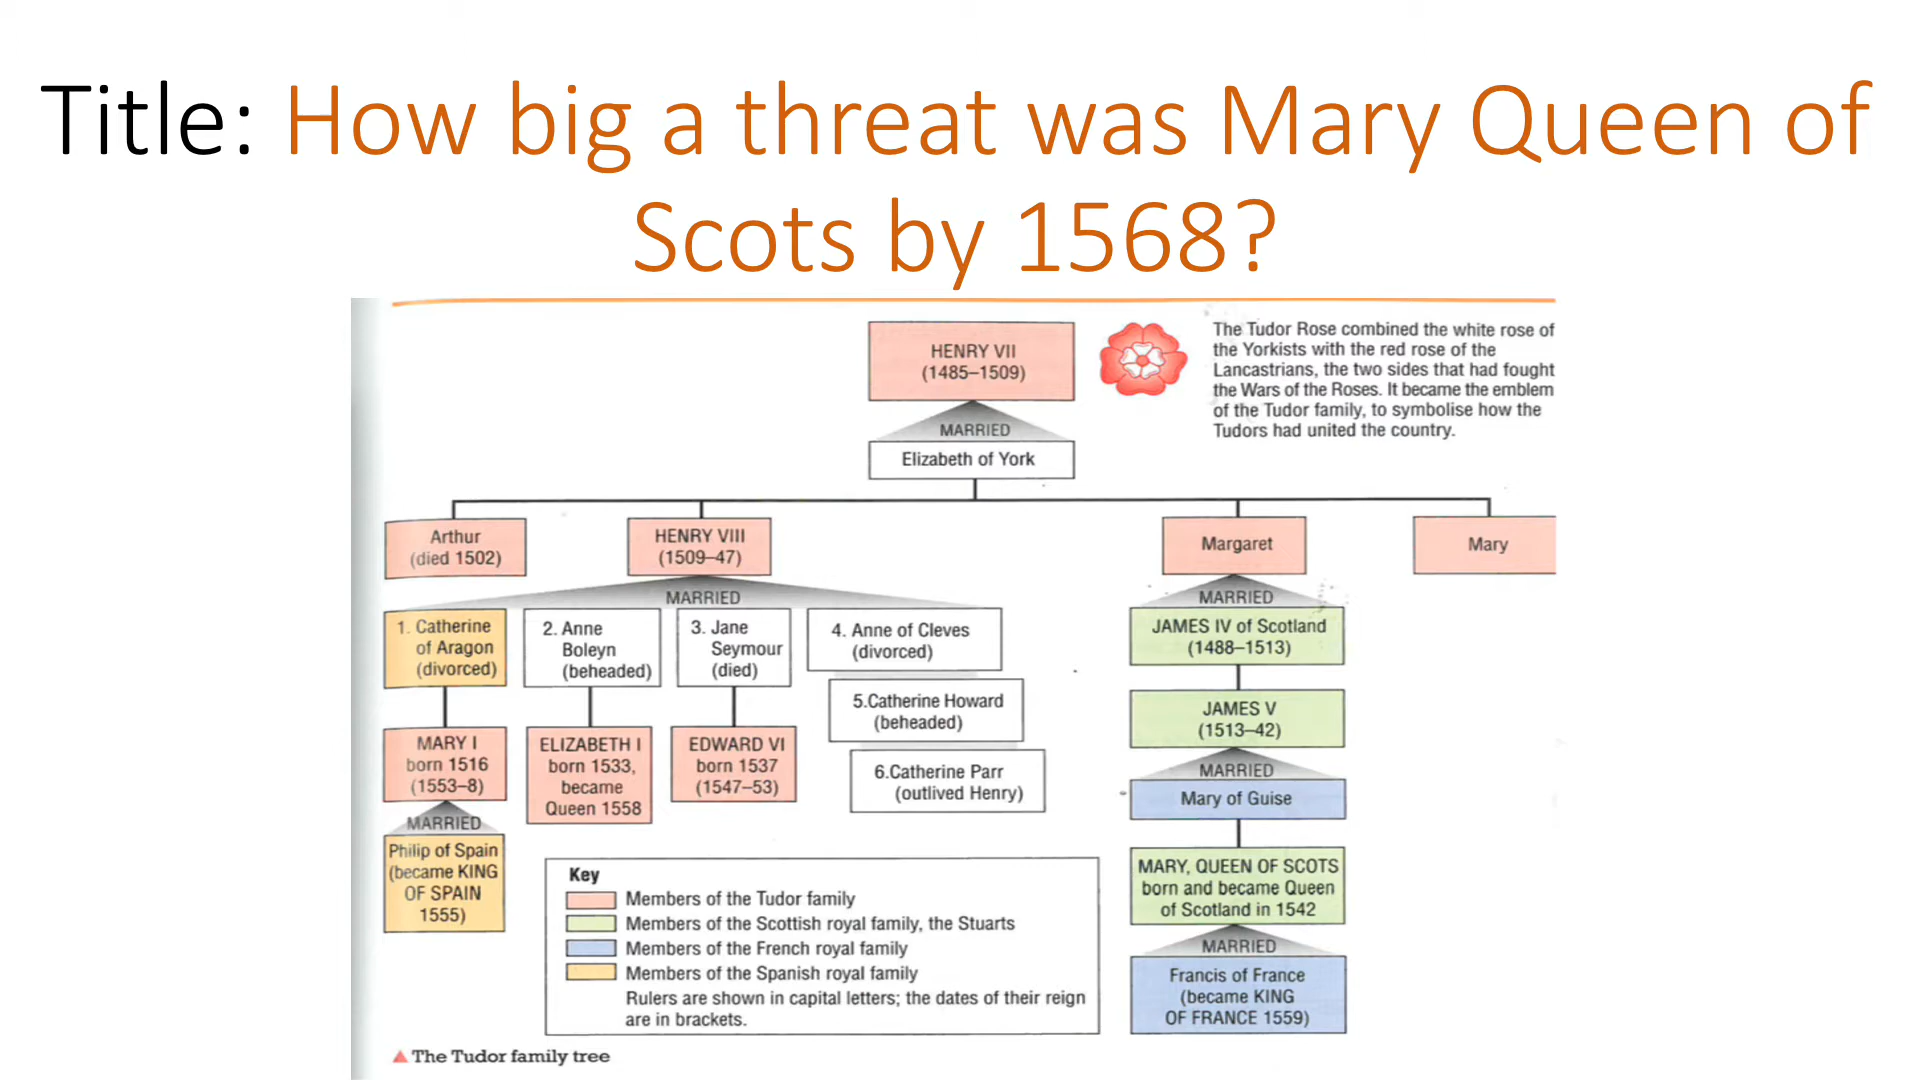 Title: How big a threat was Mary Queen of
Scots by 1568?
HENRY VII
(1485–1509)
The Tudor Rose combined the white rose of
the Yorkists with the red rose of the
Lancastrians, the two sides that had fought
the Wars of the Roses. It became the emblem
of the Tudor family, to symbolise how the
Tudors had united the country.
MARRIED
Elizabeth of York
Arthur
(died 1502)
HENRY VIII
(1509–47)
Margaret
Mary
MARRIED
1. Catherine
of Aragon
(divorced)
2. Anne
Boleyn
(beheaded)
3. Jane
Seymour
(died)
4. Anne of Cleves
(divorced)
5.Catherine Howard
(beheaded)
6.Catherine Parr
(outlived Henry)
MARY I
born 1516
(1553–8)
ELIZABETH I
born 1533,
became
Queen 1558
EDWARD VI
born 1537
(1547–53)
MARRIED
Philip of Spain
(became KING
OF SPAIN
1555)
MARRIED
JAMES IV of Scotland
(1488–1513)
JAMES V
(1513–42)
MARRIED
Mary of Guise
MARY, QUEEN OF SCOTS
born and became Queen
of Scotland in 1542
MARRIED
Francis of France
(became KING
OF FRANCE 1559)
Key
Members of the Tudor family
Members of the Scottish royal family, the Stuarts
Members of the French royal family
Members of the Spanish royal family
Rulers are shown in capital letters; the dates of their reign
are in brackets.
The Tudor family tree